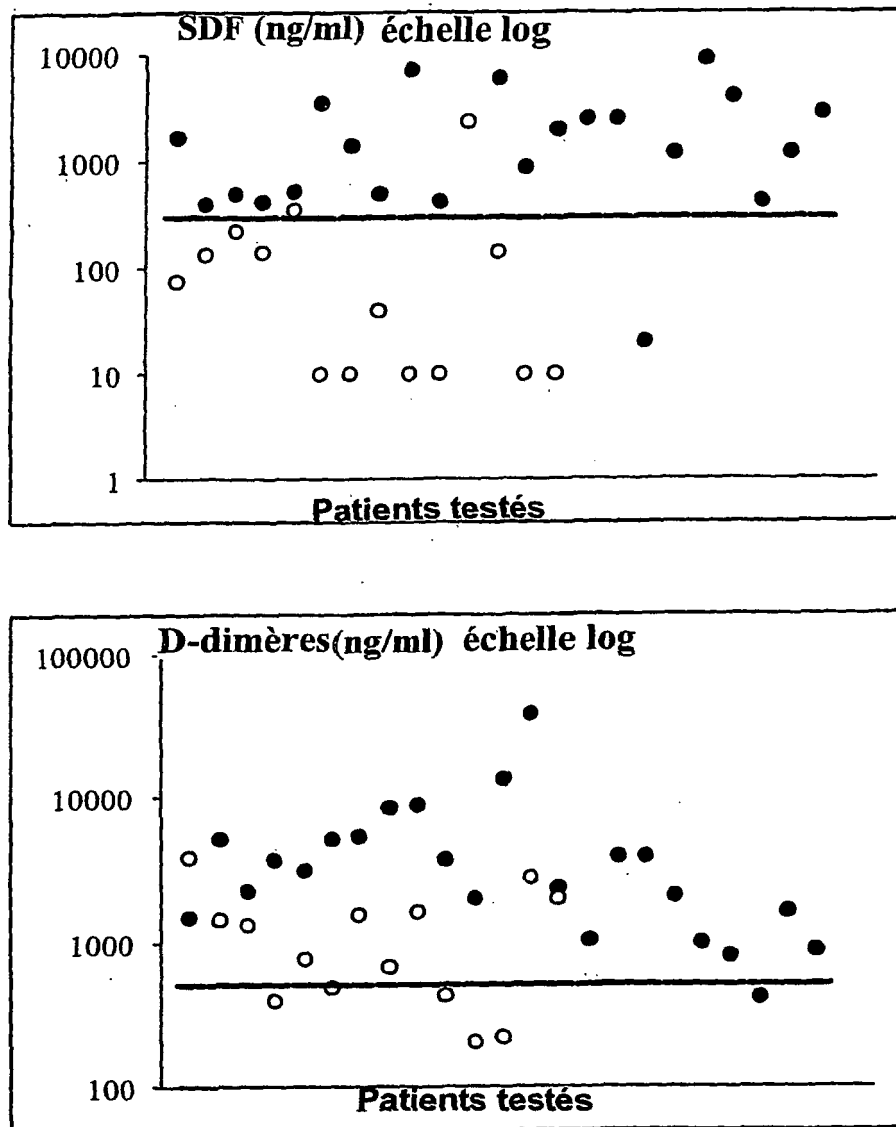 SDF (ng/ml) échelle log
10000
1000
100
10
1
Patients testés
D-dimères(ng/ml) échelle log
100000
10000
1000
100
Patients testés